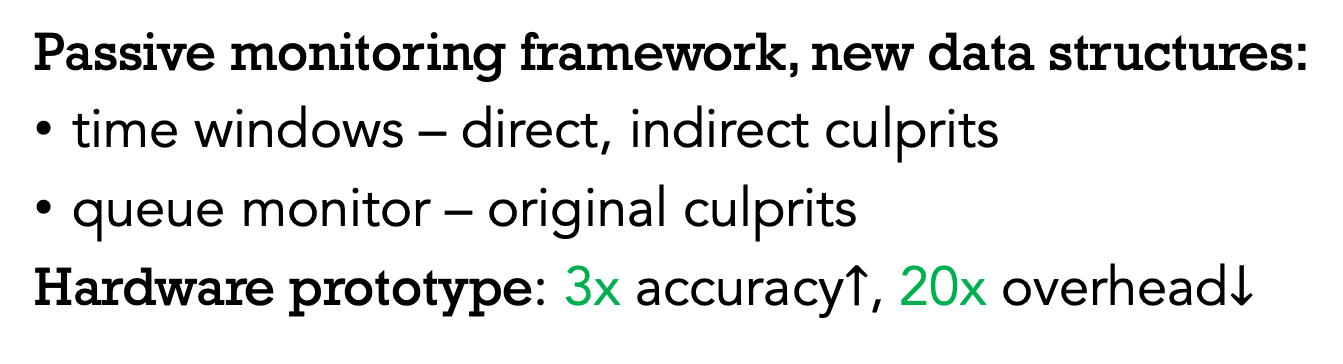 Passive monitoring framework, new data structures:
• time windows – direct, indirect culprits
• queue monitor – original culprits
Hardware prototype: 3x accuracy↑, 20x overhead↓